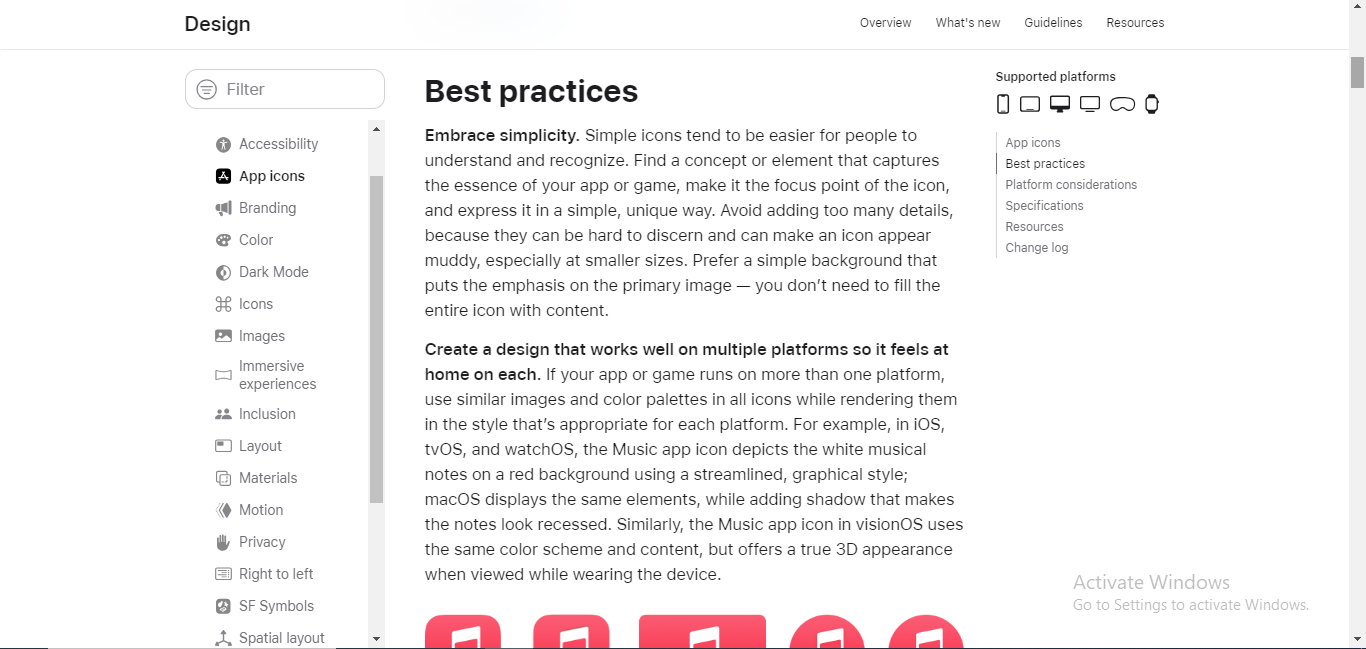 Design
Overview
What's new
Guidelines
Resources
Filter
Accessibility
App icons
Branding
Color
Dark Mode
Icons
Images
Immersive
experiences
Inclusion
Layout
Materials
Motion
Privacy
Right to left
SF Symbols
Spatial layout
Best practices
Embrace simplicity. Simple icons tend to be easier for people to
understand and recognize. Find a concept or element that captures
the essence of your app or game, make it the focus point of the icon,
and express it in a simple, unique way. Avoid adding too many details,
because they can be hard to discern and can make an icon appear
muddy, especially at smaller sizes. Prefer a simple background that
puts the emphasis on the primary image — you don’t need to fill the
entire icon with content.
Create a design that works well on multiple platforms so it feels at
home on each. If your app or game runs on more than one platform,
use similar images and color palettes in all icons while rendering them
in the style that’s appropriate for each platform. For example, in iOS,
tvOS, and watchOS, the Music app icon depicts the white musical
notes on a red background using a streamlined, graphical style;
macOS displays the same elements, while adding shadow that makes
the notes look recessed. Similarly, the Music app icon in visionOS uses
the same color scheme and content, but offers a true 3D appearance
when viewed while wearing the device.
Supported platforms
App icons
Best practices
Platform considerations
Specifications
Resources
Change log
Activate Windows
Go to Settings to activate Windows.